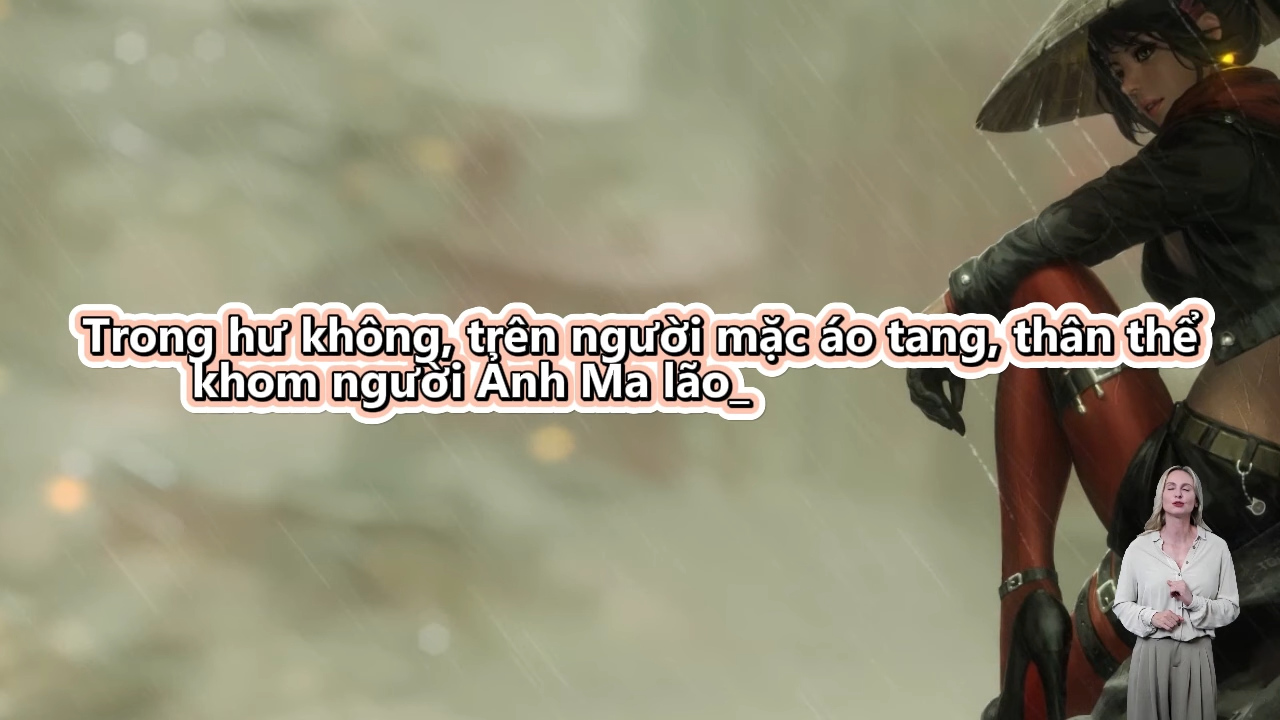 Trong hư không, trên người mặc áo tang, thân thể
khom người Ảnh Ma lão_